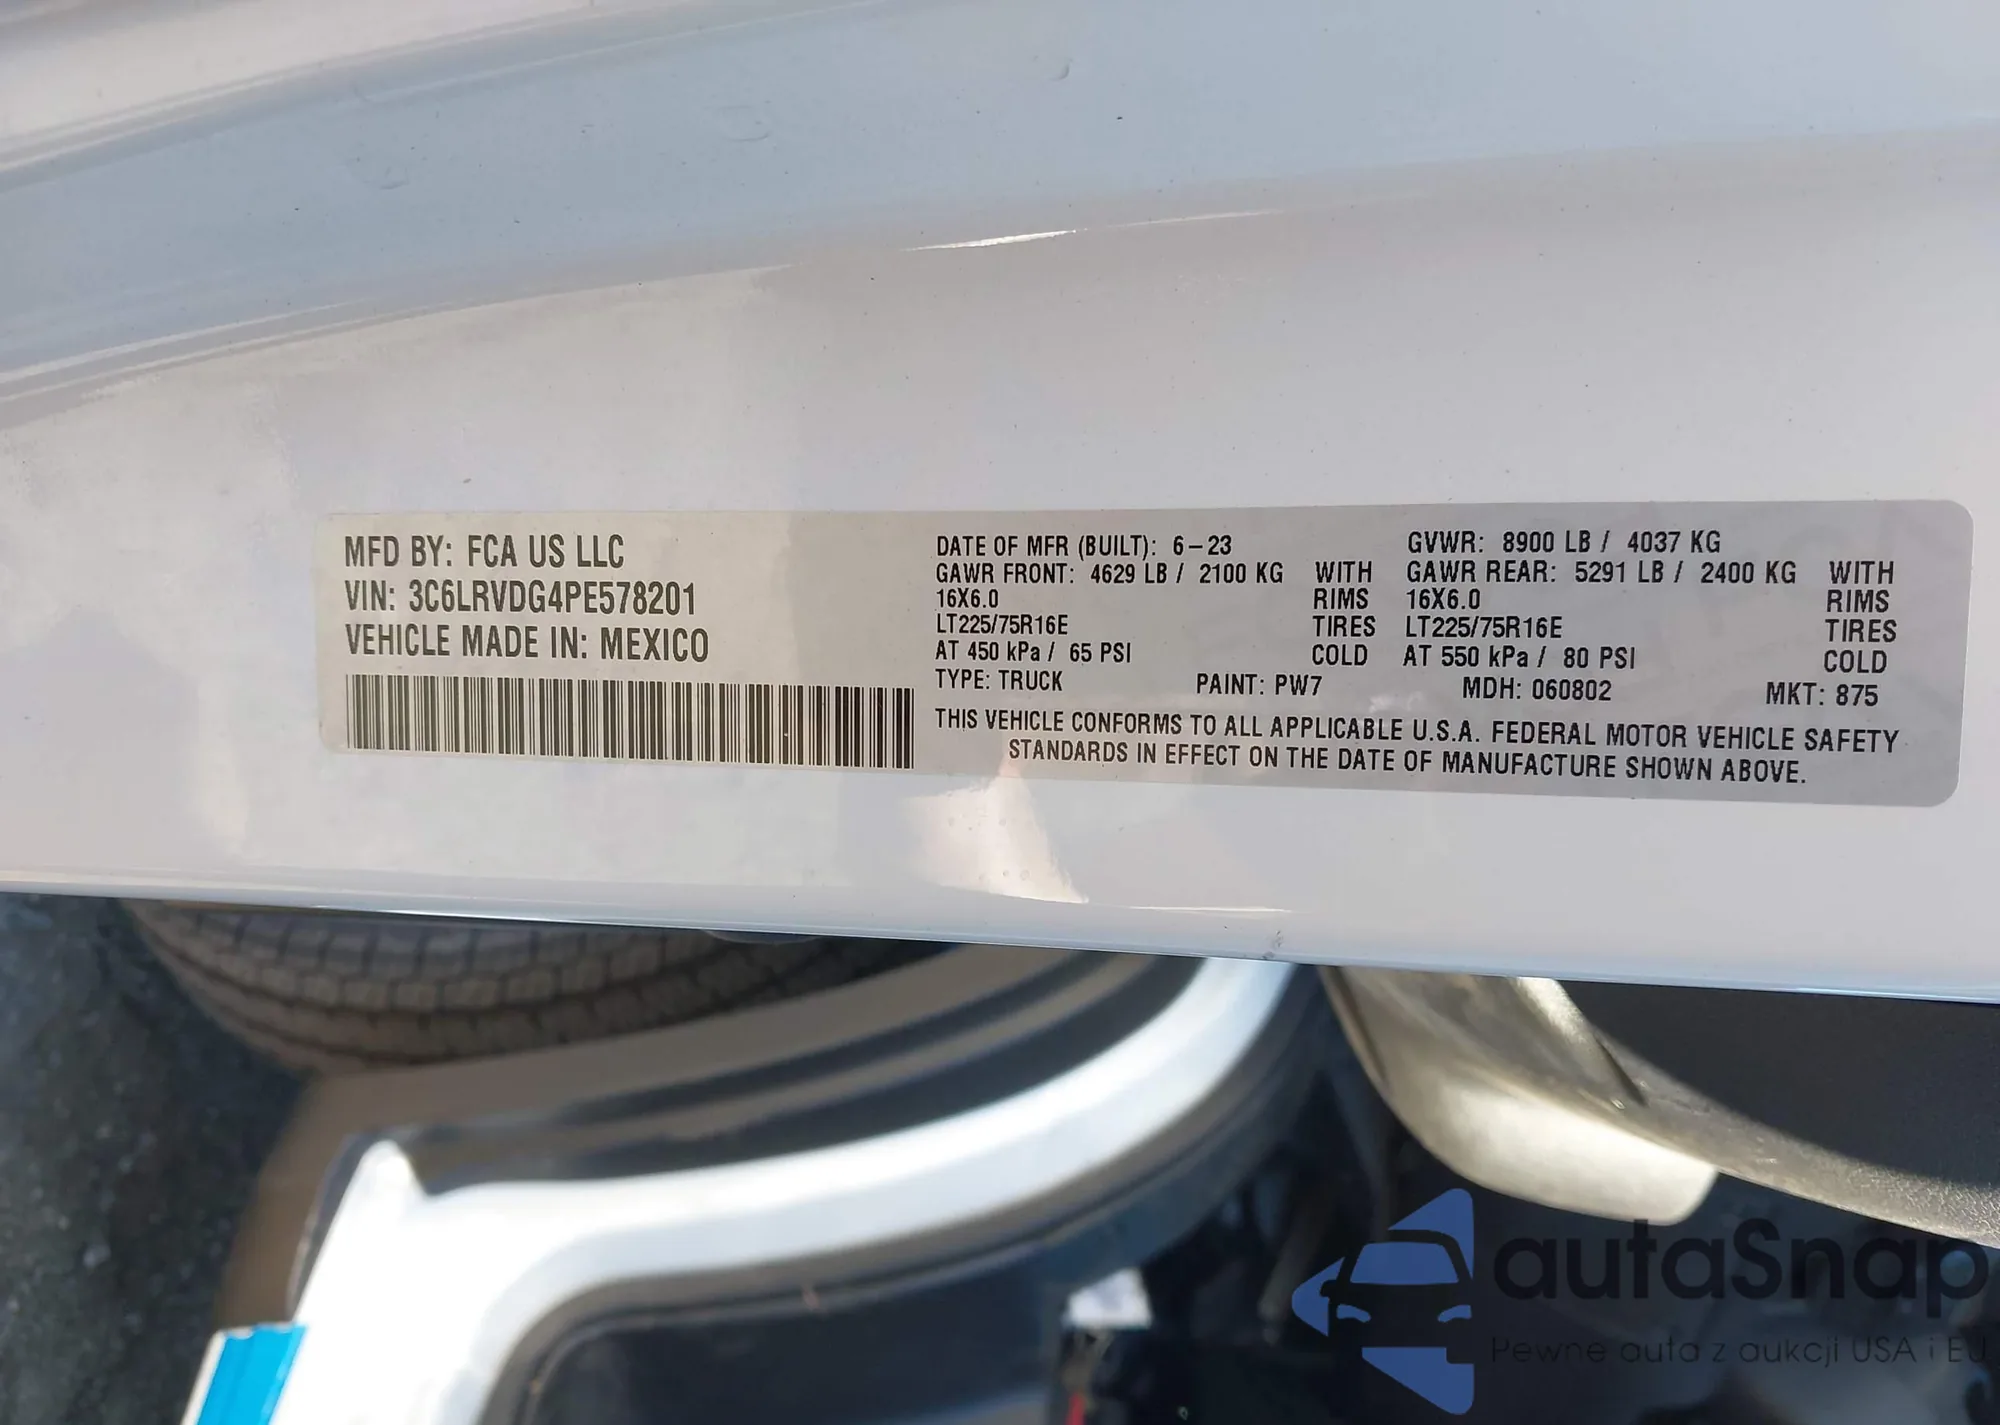 MFD BY: FCA US LLC
VIN: 3C6LRVDG4PE578201
VEHICLE MADE IN: MEXICO
DATE OF MFR (BUILT): 6-23 GVWR: 8900 LB / 4037 KG
GAWR FRONT: 4629 LB / 2100 KG WITH GAWR REAR: 5291 LB / 2400 KG WITH
16X6.0 RIMS 16X6.0 RIMS
LT225/75R16E TIRES LT225/75R16E TIRES
AT 450 kPa / 65 PSI COLD AT 550 kPa / 80 PSI COLD
TYPE: TRUCK PAINT: PW7 MDH: 060802 MKT: 875
THIS VEHICLE CONFORMS TO ALL APPLICABLE U.S.A. FEDERAL MOTOR VEHICLE SAFETY
STANDARDS IN EFFECT ON THE DATE OF MANUFACTURE SHOWN ABOVE.
autaSnap
Pewne auta z aukcji USA i EU